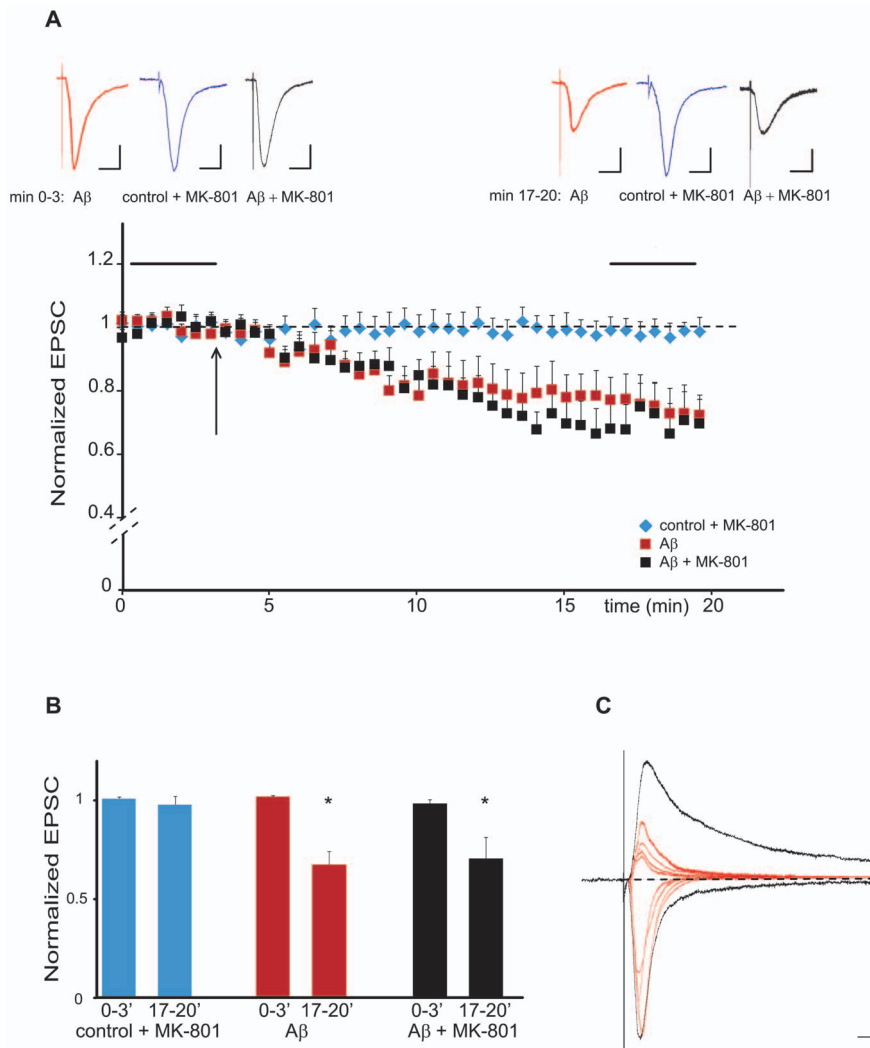 A
min 0-3: Aβ control + MK-801 Aβ + MK-801
min 17-20: Aβ control + MK-801 Aβ + MK-801
Normalized EPSC
1.2
1
0.8
0.6
0.4
0
control + MK-801
Aβ
Aβ + MK-801
0 5 10 15 time (min) 20
B
Normalized EPSC
1
0.5
0
* *
0-3' 17-20' 0-3' 17-20' 0-3' 17-20'
control + MK-801 Aβ Aβ + MK-801
C